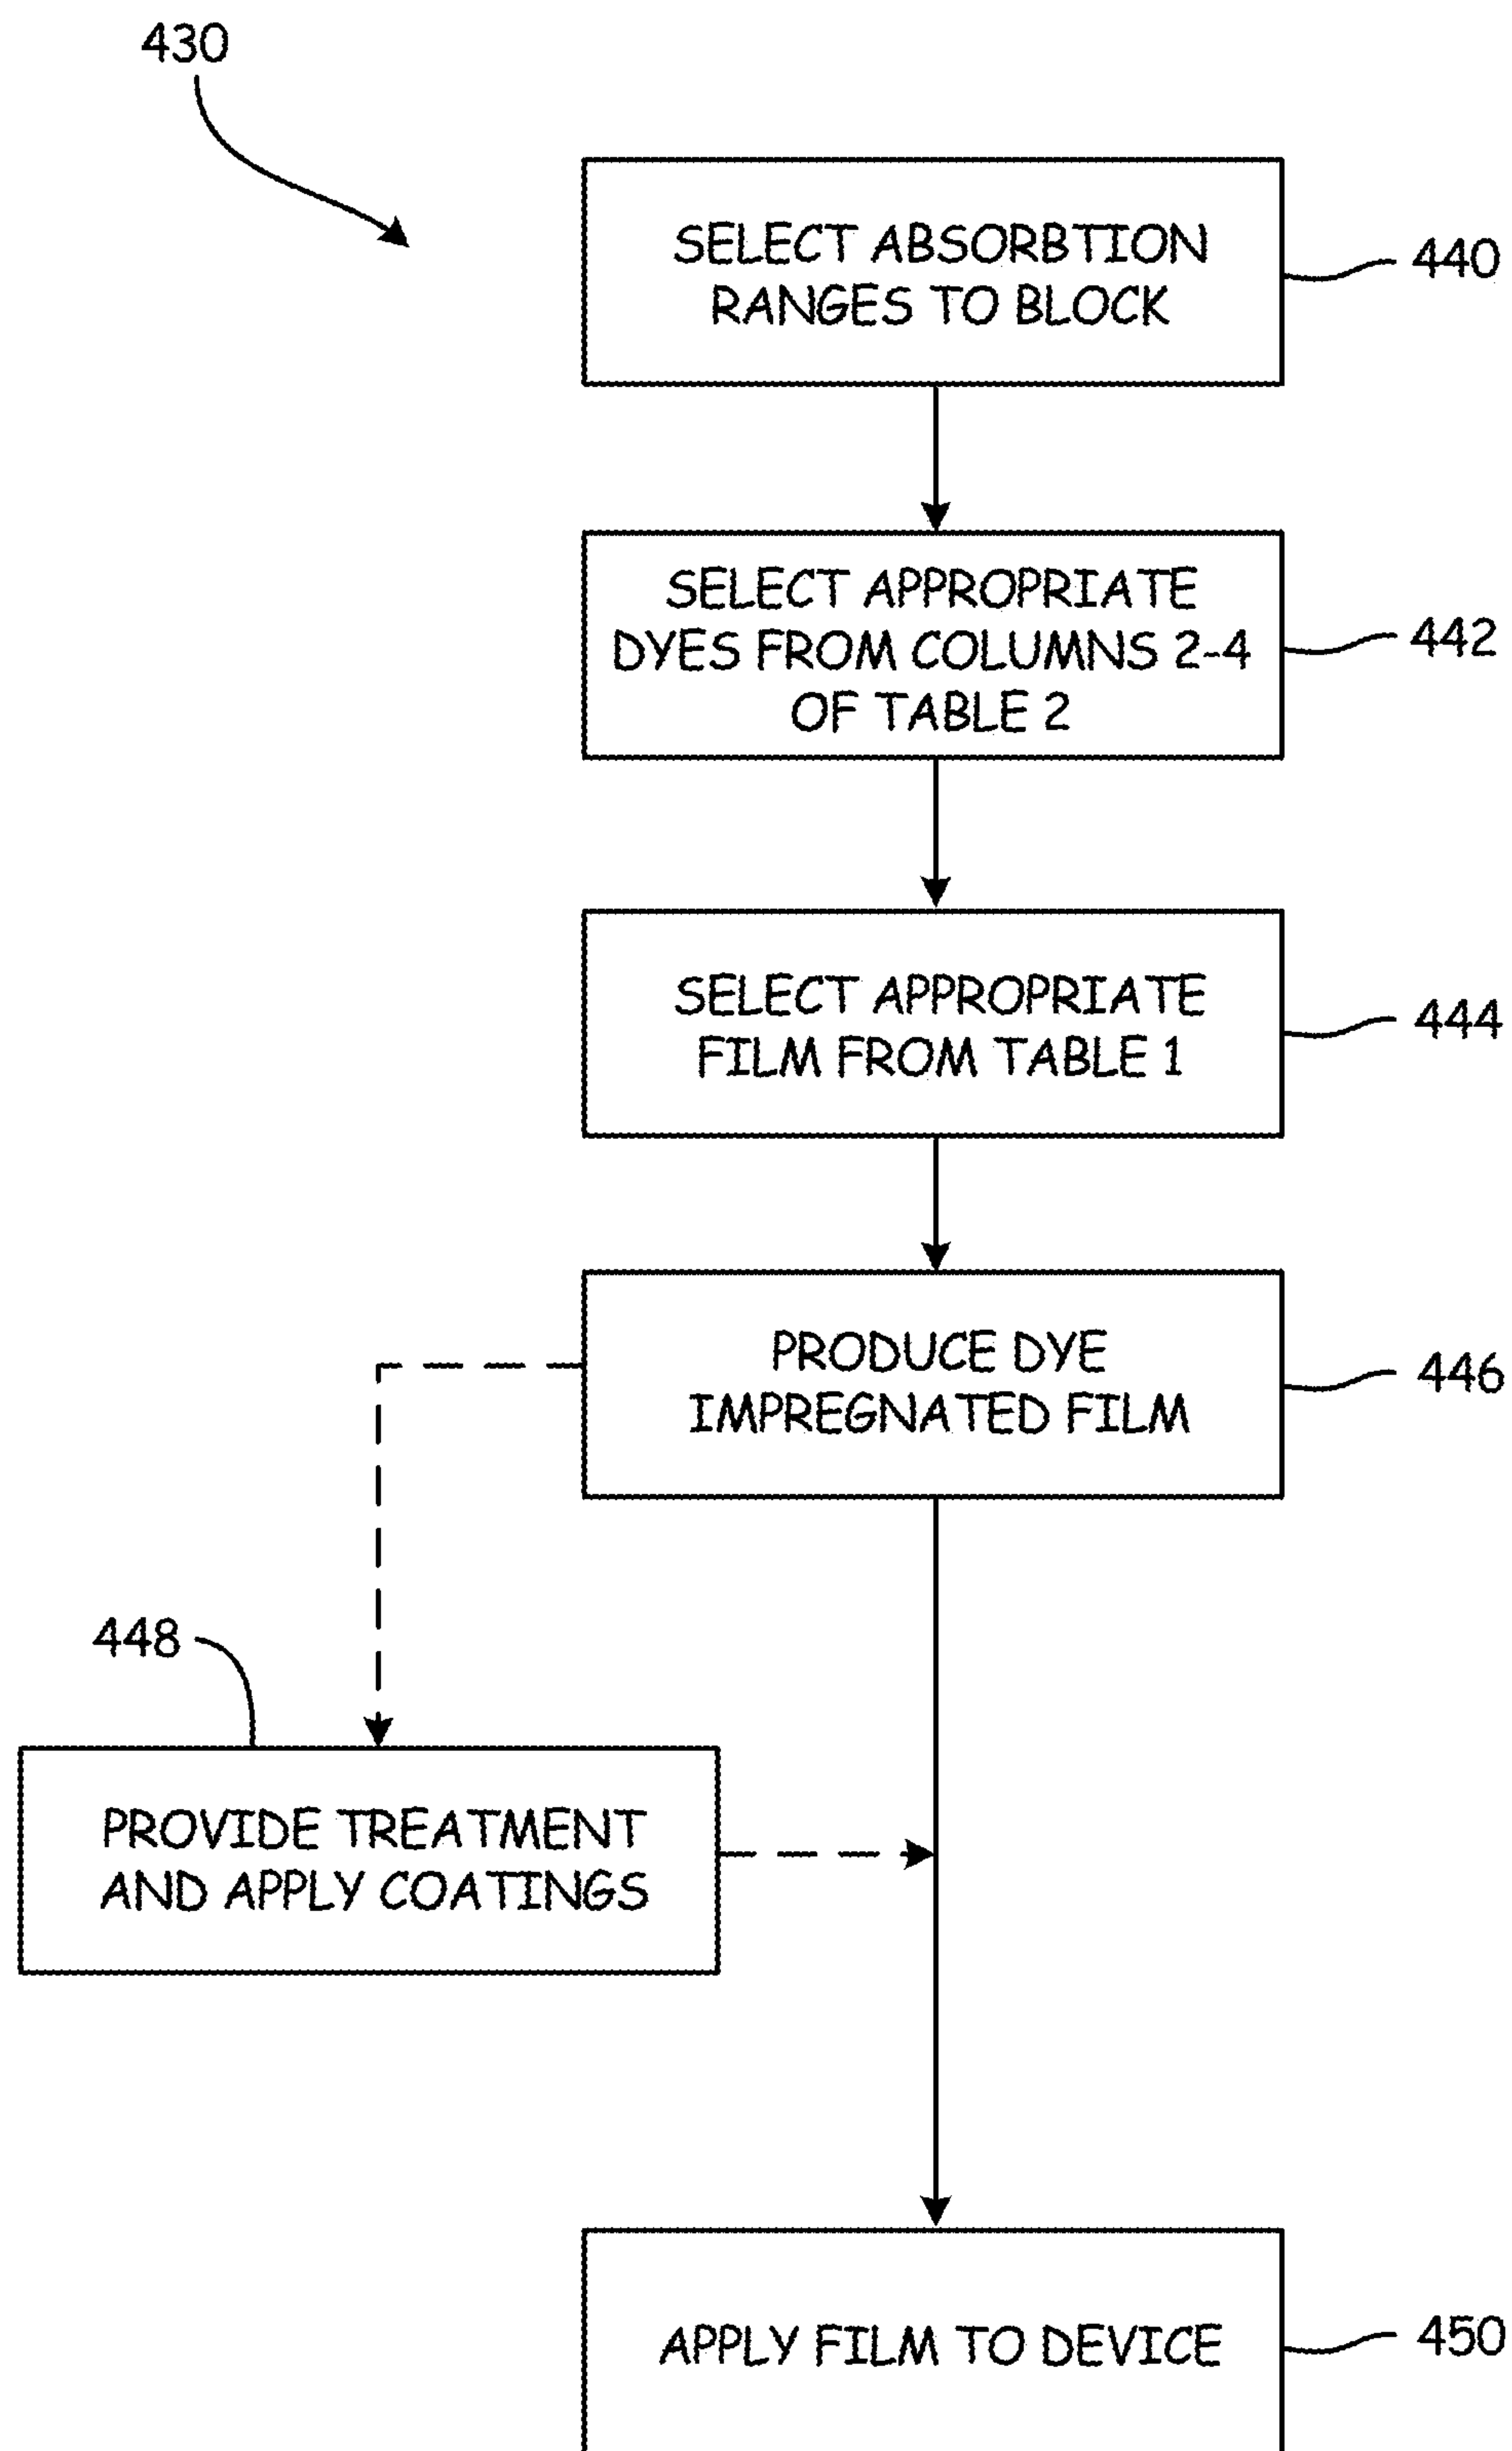 430
SELECT ABSORBTION
RANGES TO BLOCK
440
SELECT APPROPRIATE
DYES FROM COLUMNS 2-4
OF TABLE 2
442
SELECT APPROPRIATE
FILM FROM TABLE 1
444
PRODUCE DYE
IMPREGNATED FILM
446
448
PROVIDE TREATMENT
AND APPLY COATINGS
APPLY FILM TO DEVICE
450